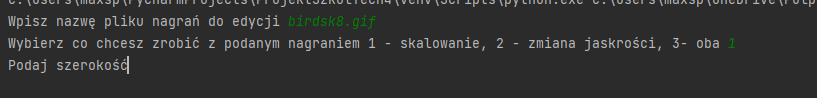 Wpisz nazwę pliku nagrań do edycji birdsk8.gif
Wybierz co chcesz zrobić z podanym nagraniem 1 - skalowanie, 2 - zmiana jaskrości, 3- oba 1
Podaj szerokość